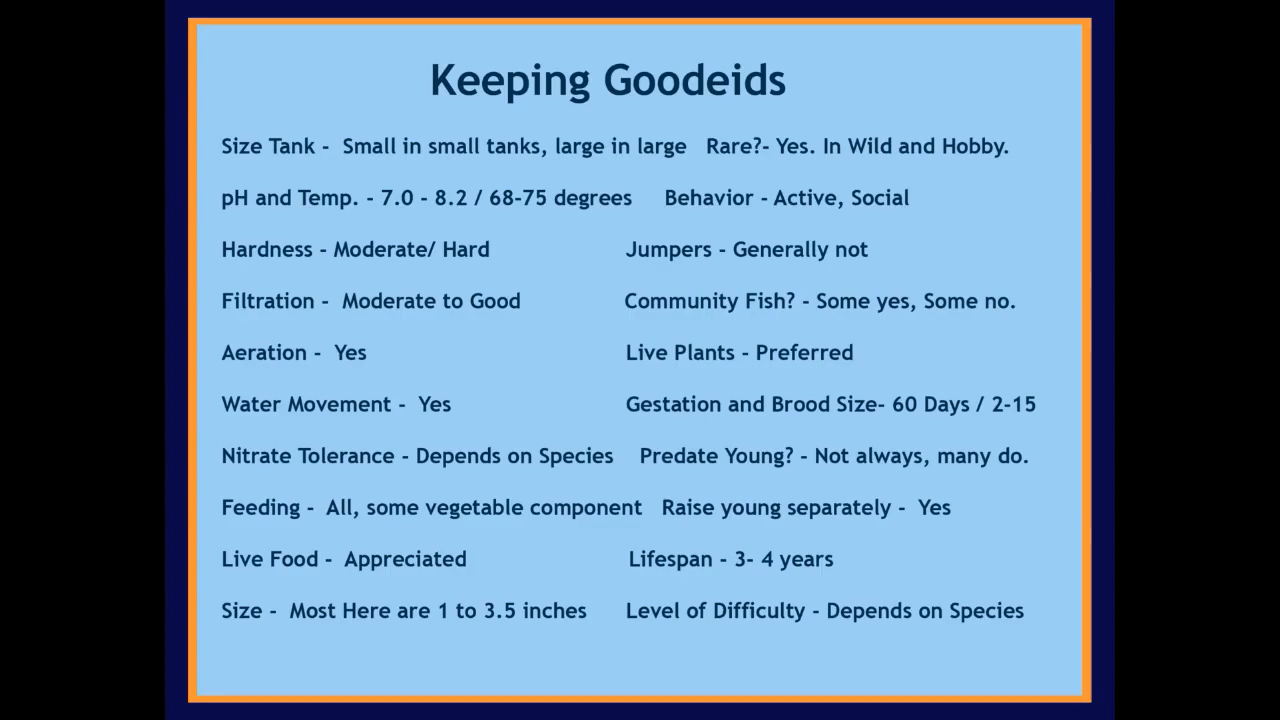 Keeping Goodeids
Size Tank -  Small in small tanks, large in large   Rare?- Yes. In Wild and Hobby.
pH and Temp. - 7.0 - 8.2 / 68-75 degrees   Behavior - Active, Social
Hardness - Moderate/ Hard   Jumpers - Generally not
Filtration -  Moderate to Good   Community Fish? - Some yes, Some no.
Aeration -  Yes   Live Plants - Preferred
Water Movement -  Yes   Gestation and Brood Size- 60 Days / 2-15
Nitrate Tolerance - Depends on Species   Predate Young? - Not always, many do.
Feeding -  All, some vegetable component   Raise young separately -  Yes
Live Food -  Appreciated   Lifespan - 3- 4 years
Size -  Most Here are 1 to 3.5 inches   Level of Difficulty - Depends on Species